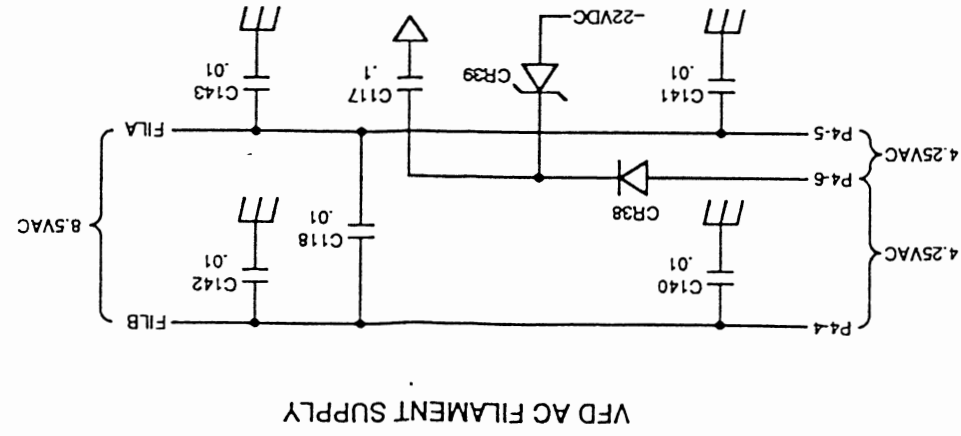 VFD AC FILAMENT SUPPLY
P4-4
FILB
C140
.01
C142
.01
4.25VAC
C118
.01
8.5VAC
CR38
P4-6
4.25VAC
P4-5
FILA
C141
.01
CR39
C117
.1
C143
.01
-22VDC